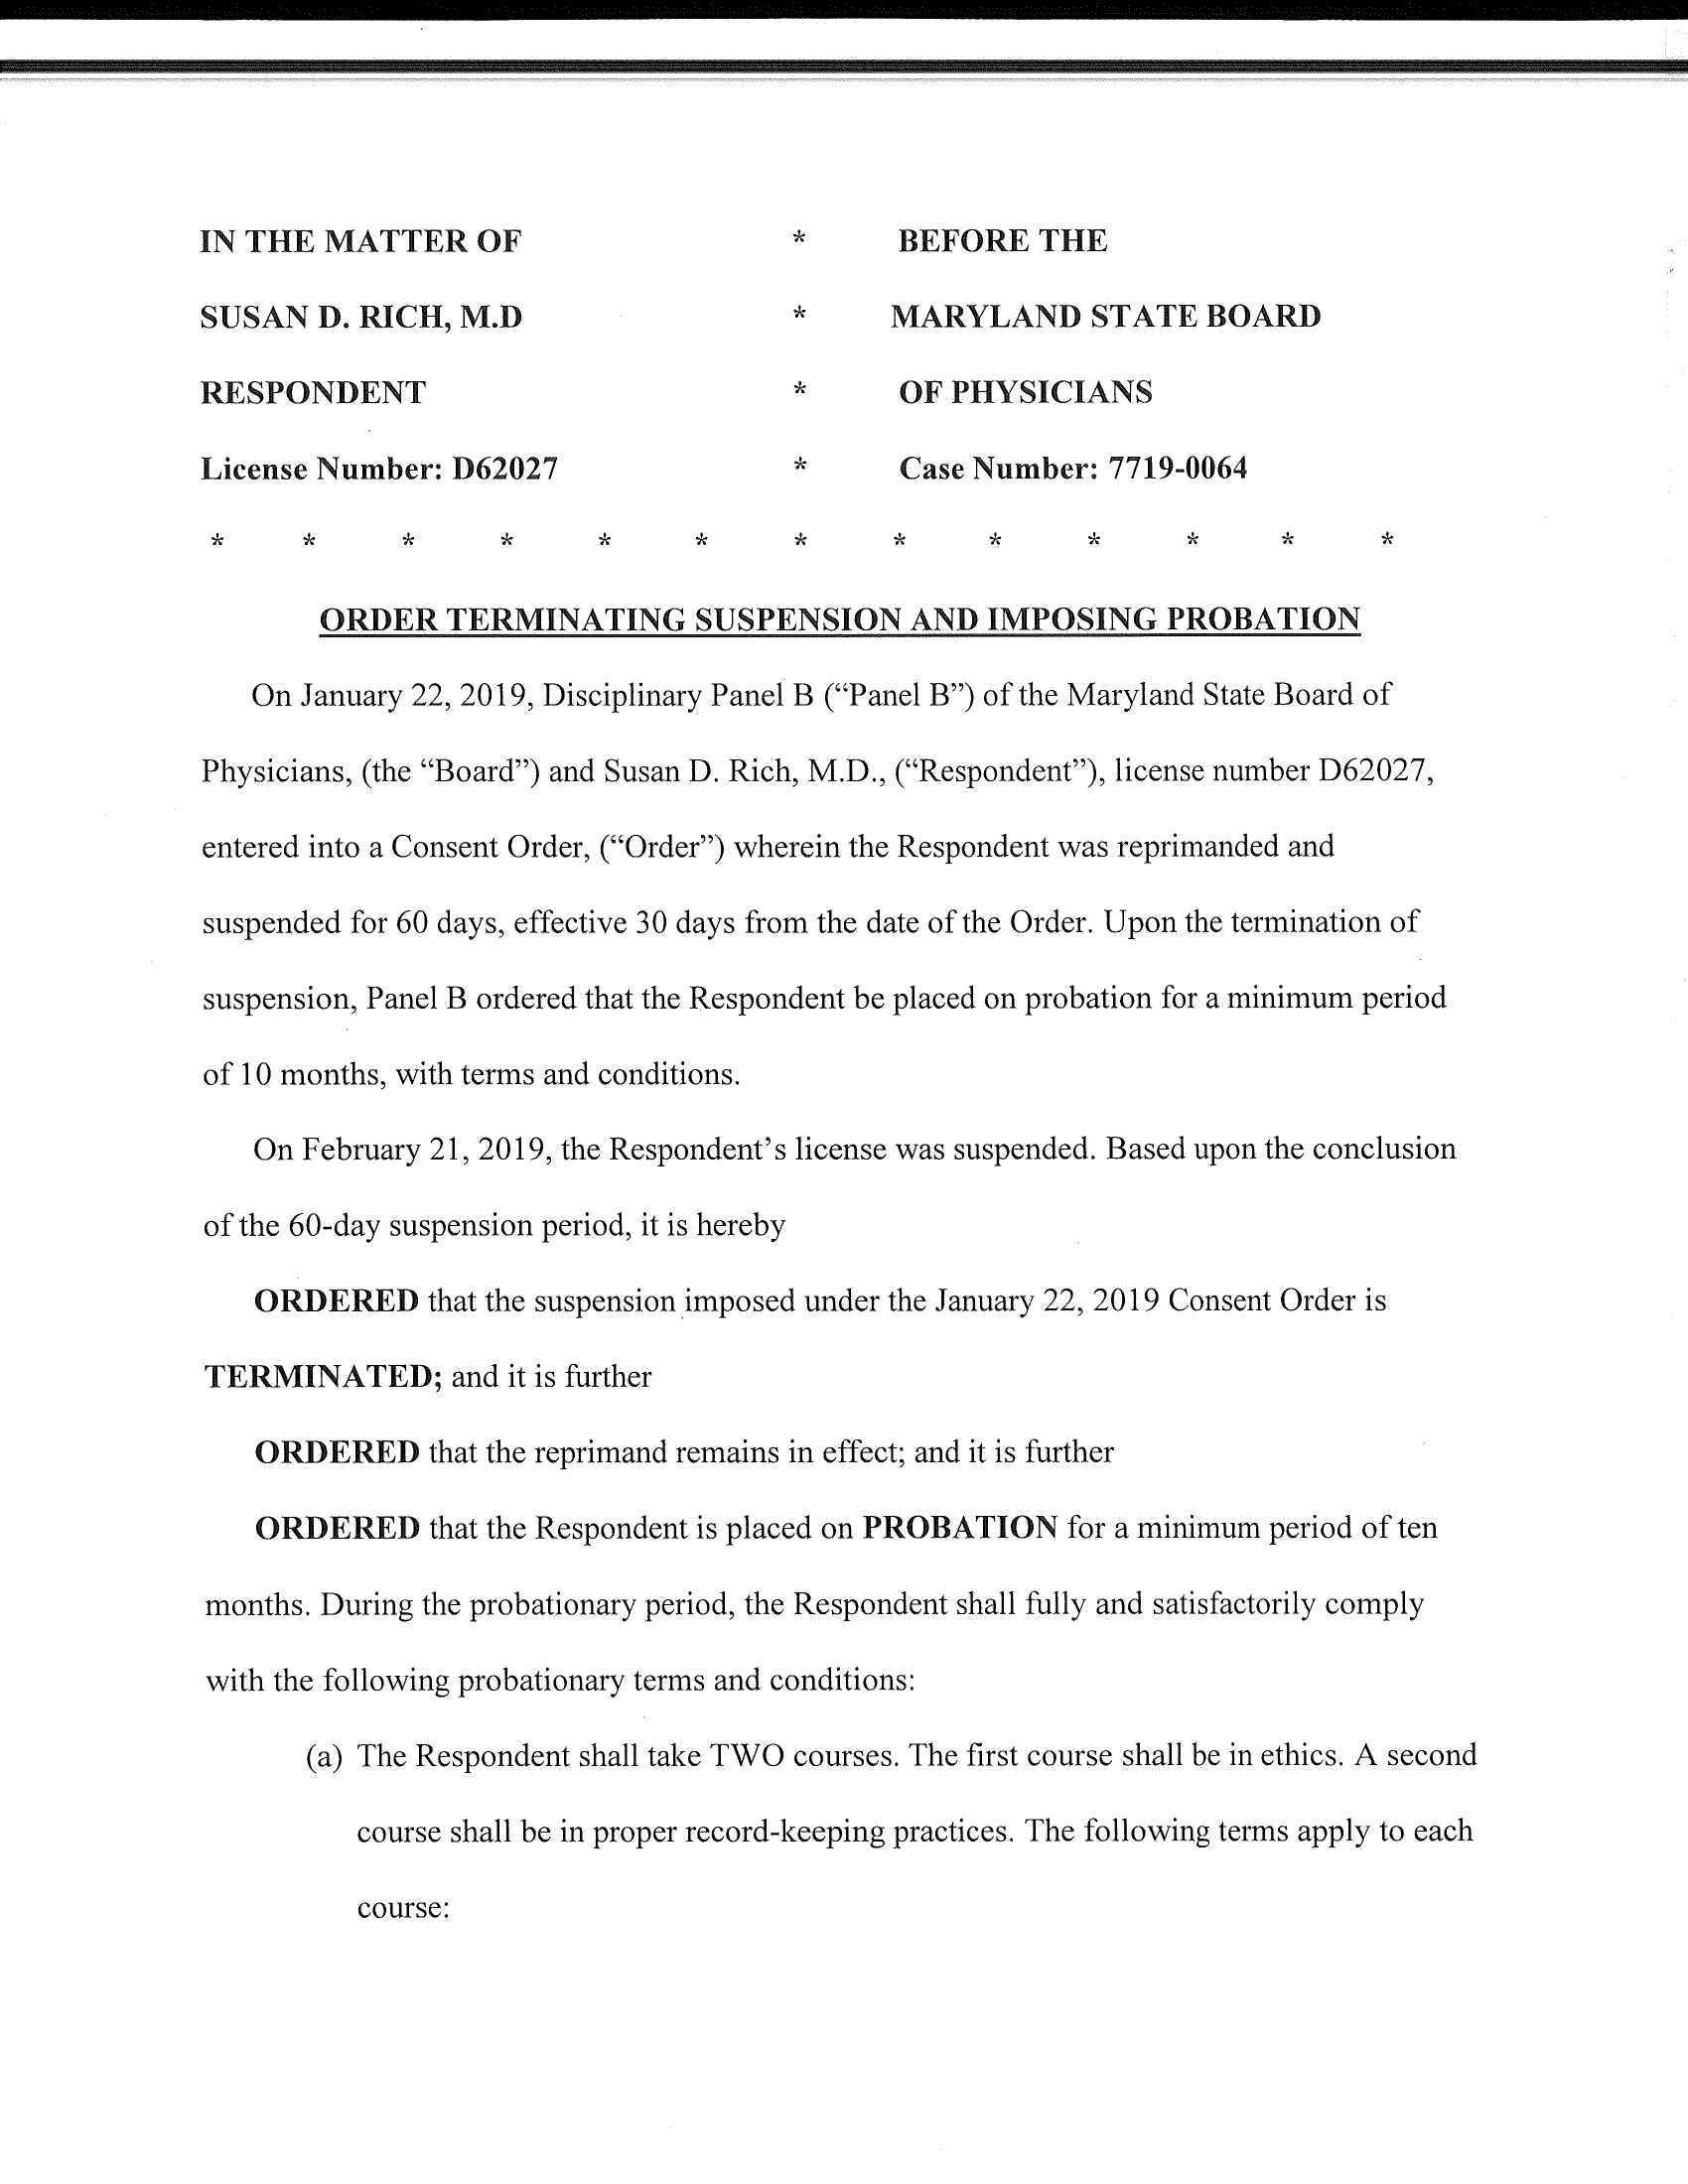 IN THE MATTER OF * BEFORE THE
SUSAN D. RICH, M.D * MARYLAND STATE BOARD
RESPONDENT * OF PHYSICIANS
License Number: D62027 * Case Number: 7719-0064
* * * * * * * * * * * * *
ORDER TERMINATING SUSPENSION AND IMPOSING PROBATION
On January 22, 2019, Disciplinary Panel B (“Panel B”) of the Maryland State Board of
Physicians, (the “Board”) and Susan D. Rich, M.D., (“Respondent”), license number D62027,
entered into a Consent Order, (“Order”) wherein the Respondent was reprimanded and
suspended for 60 days, effective 30 days from the date of the Order. Upon the termination of
suspension, Panel B ordered that the Respondent be placed on probation for a minimum period
of 10 months, with terms and conditions.
On February 21, 2019, the Respondent’s license was suspended. Based upon the conclusion
of the 60-day suspension period, it is hereby
ORDERED that the suspension imposed under the January 22, 2019 Consent Order is
TERMINATED; and it is further
ORDERED that the reprimand remains in effect; and it is further
ORDERED that the Respondent is placed on PROBATION for a minimum period of ten
months. During the probationary period, the Respondent shall fully and satisfactorily comply
with the following probationary terms and conditions:
(a) The Respondent shall take TWO courses. The first course shall be in ethics. A second
course shall be in proper record-keeping practices. The following terms apply to each
course: